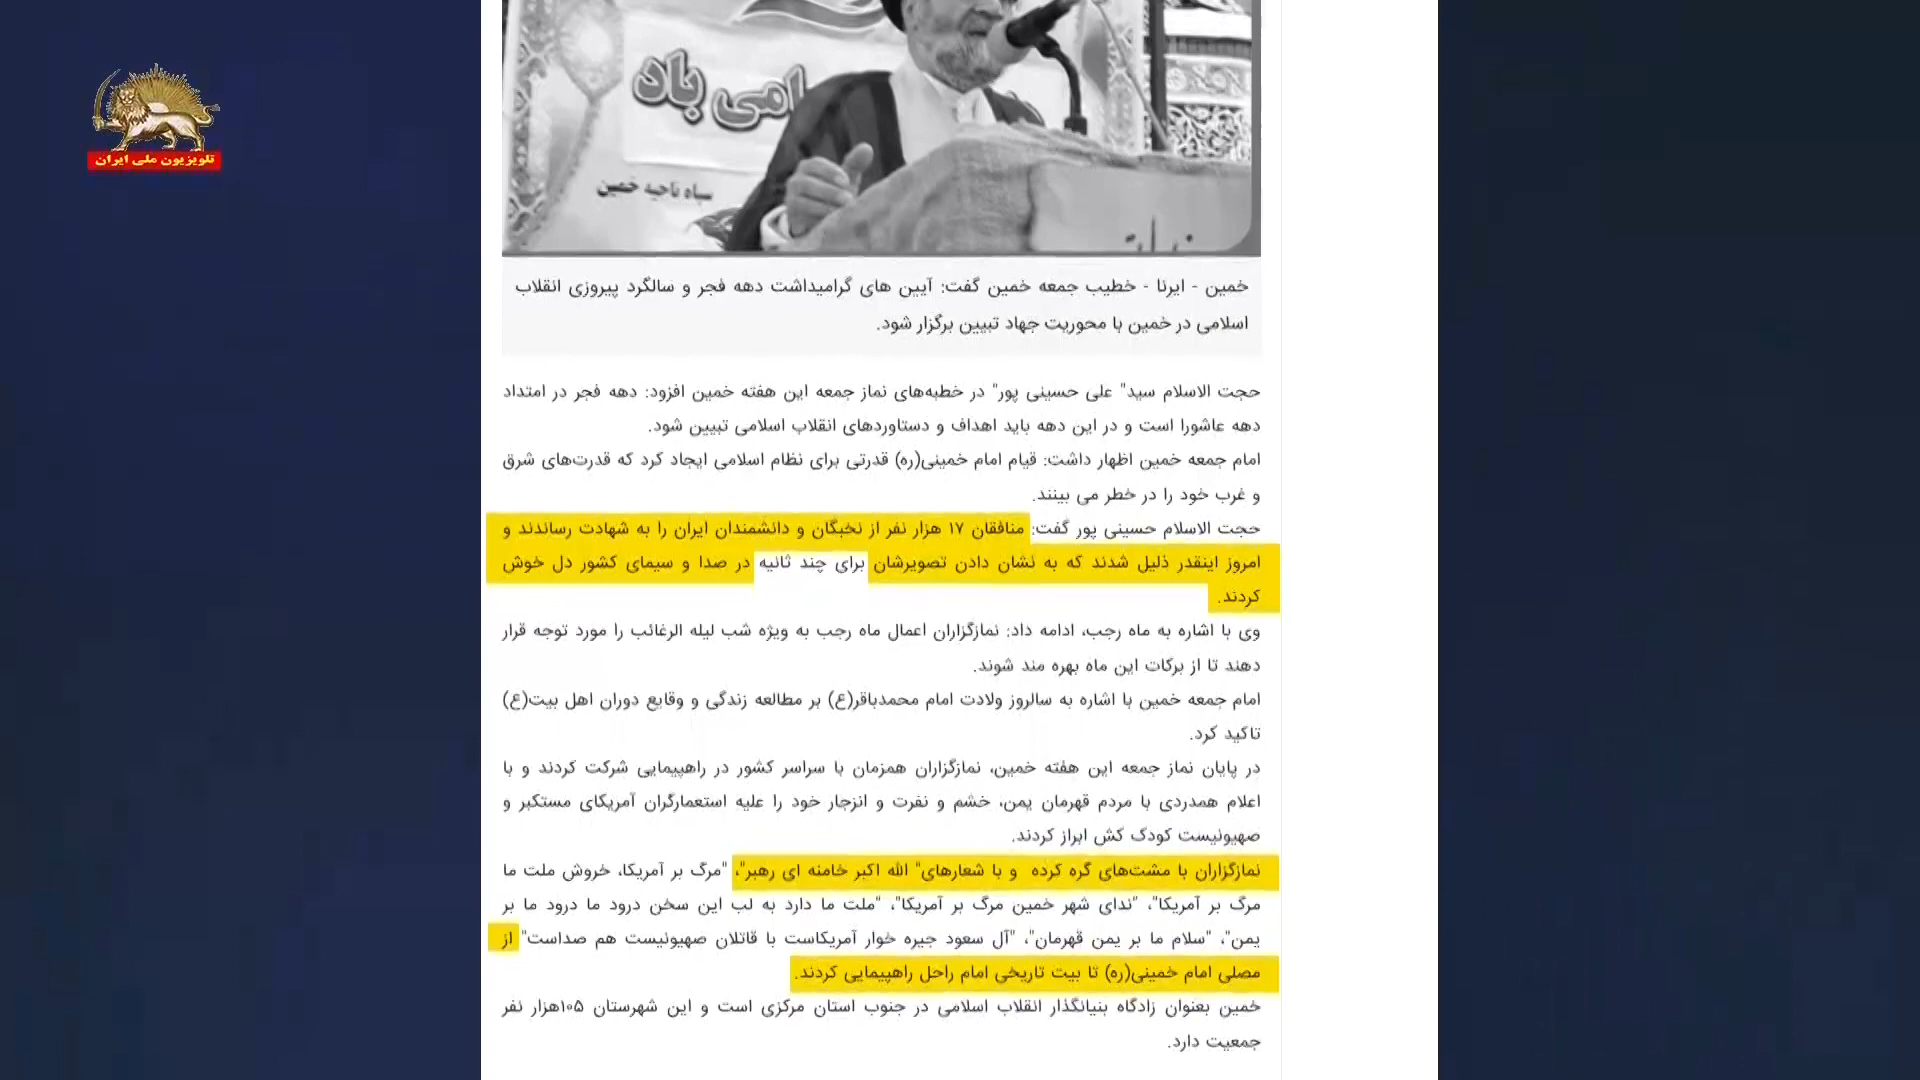 امی باد
سپاه ناحیه خمین
تلویزیون ملی ایران
خمین - ایرنا - خطیب جمعه خمین گفت: آیین های گرامیداشت دهه فجر و سالگرد پیروزی انقلاب
اسلامی در خمین با محوریت جهاد تبیین برگزار شود.
حجت الاسلام سید" علی حسینی پور" در خطبه‌های نماز جمعه این هفته خمین افزود: دهه فجر در امتداد
دهه عاشورا است و در این دهه باید اهداف و دستاوردهای انقلاب اسلامی تبیین شود.
امام جمعه خمین اظهار داشت: قیام امام خمینی(ره) قدرتی برای نظام اسلامی ایجاد کرد که قدرت‌های شرق
و غرب خود را در خطر می بینند.
حجت الاسلام حسینی پور گفت: منافقان ۱۷ هزار نفر از نخبگان و دانشمندان ایران را به شهادت رساندند و
امروز اینقدر ذلیل شدند که به نشان دادن تصویرشان برای چند ثانیه در صدا و سیمای کشور دل خوش
کردند.
وی با اشاره به ماه رجب، ادامه داد: نمازگزاران اعمال ماه رجب به ویژه شب لیله الرغائب را مورد توجه قرار
دهند تا از برکات این ماه بهره مند شوند.
امام جمعه خمین با اشاره به سالروز ولادت امام محمدباقر(ع) بر مطالعه زندگی و وقایع دوران اهل بیت(ع)
تاکید کرد.
در پایان نماز جمعه این هفته خمین، نمازگزاران همزمان با سراسر کشور در راهپیمایی شرکت کردند و با
اعلام همدردی با مردم قهرمان یمن، خشم و نفرت و انزجار خود را علیه استعمارگران آمریکای مستکبر و
صهیونیست کودک کش ابراز کردند.
نمازگزاران با مشت‌های گره کرده و با شعارهای" الله اکبر خامنه ای رهبر"، "مرگ بر آمریکا، خروش ملت ما
مرگ بر آمریکا"، "ندای شهر خمین مرگ بر آمریکا"، "ملت ما دارد به لب این سخن درود ما درود ما بر
یمن"، "سلام ما بر یمن قهرمان"، "آل سعود جیره خوار آمریکاست با قاتلان صهیونیست هم صداست" از
مصلی امام خمینی(ره) تا بیت تاریخی امام راحل راهپیمایی کردند.
خمین بعنوان زادگاه بنیانگذار انقلاب اسلامی در جنوب استان مرکزی است و این شهرستان ۱۰۵هزار نفر
جمعیت دارد.